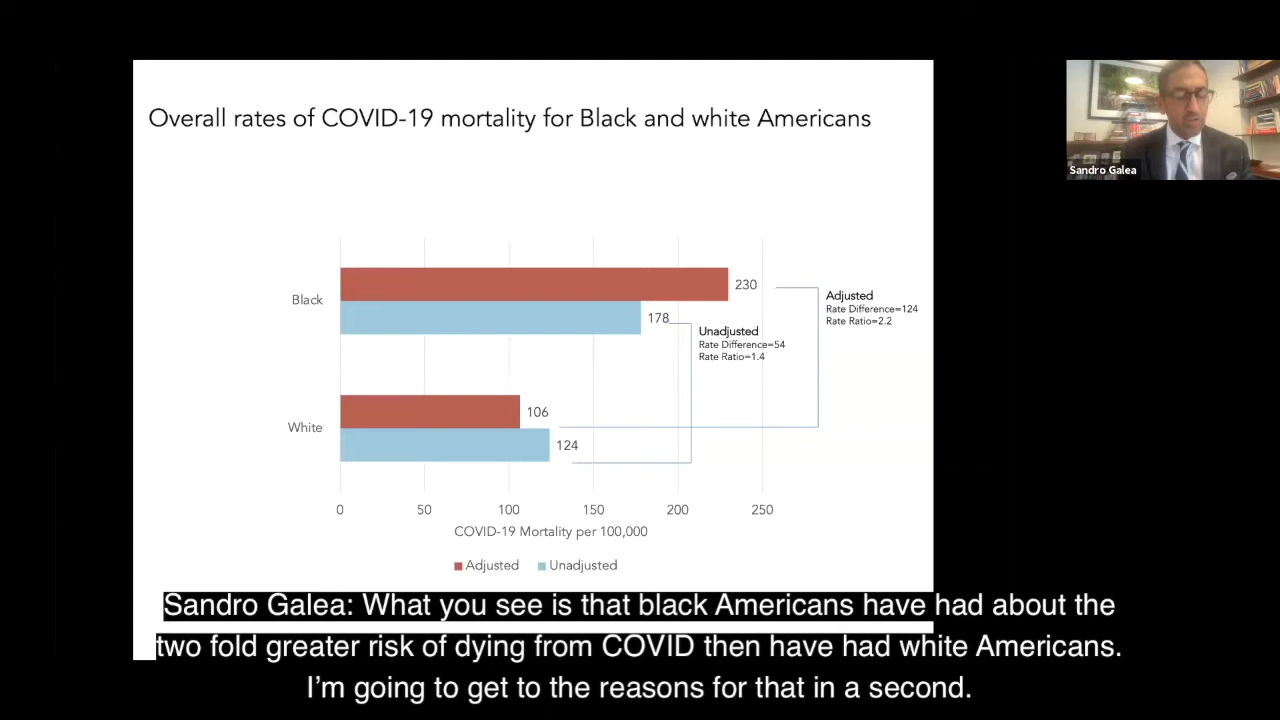 Overall rates of COVID-19 mortality for Black and white Americans
Sandro Galea
Black
230
178
Adjusted
Rate Difference=124
Rate Ratio=2.2
Unadjusted
Rate Difference=54
Rate Ratio=1.4
White
106
124
0 50 100 150 200 250
COVID-19 Mortality per 100,000
Adjusted Unadjusted
Sandro Galea: What you see is that black Americans have had about the
two fold greater risk of dying from COVID then have had white Americans.
I'm going to get to the reasons for that in a second.